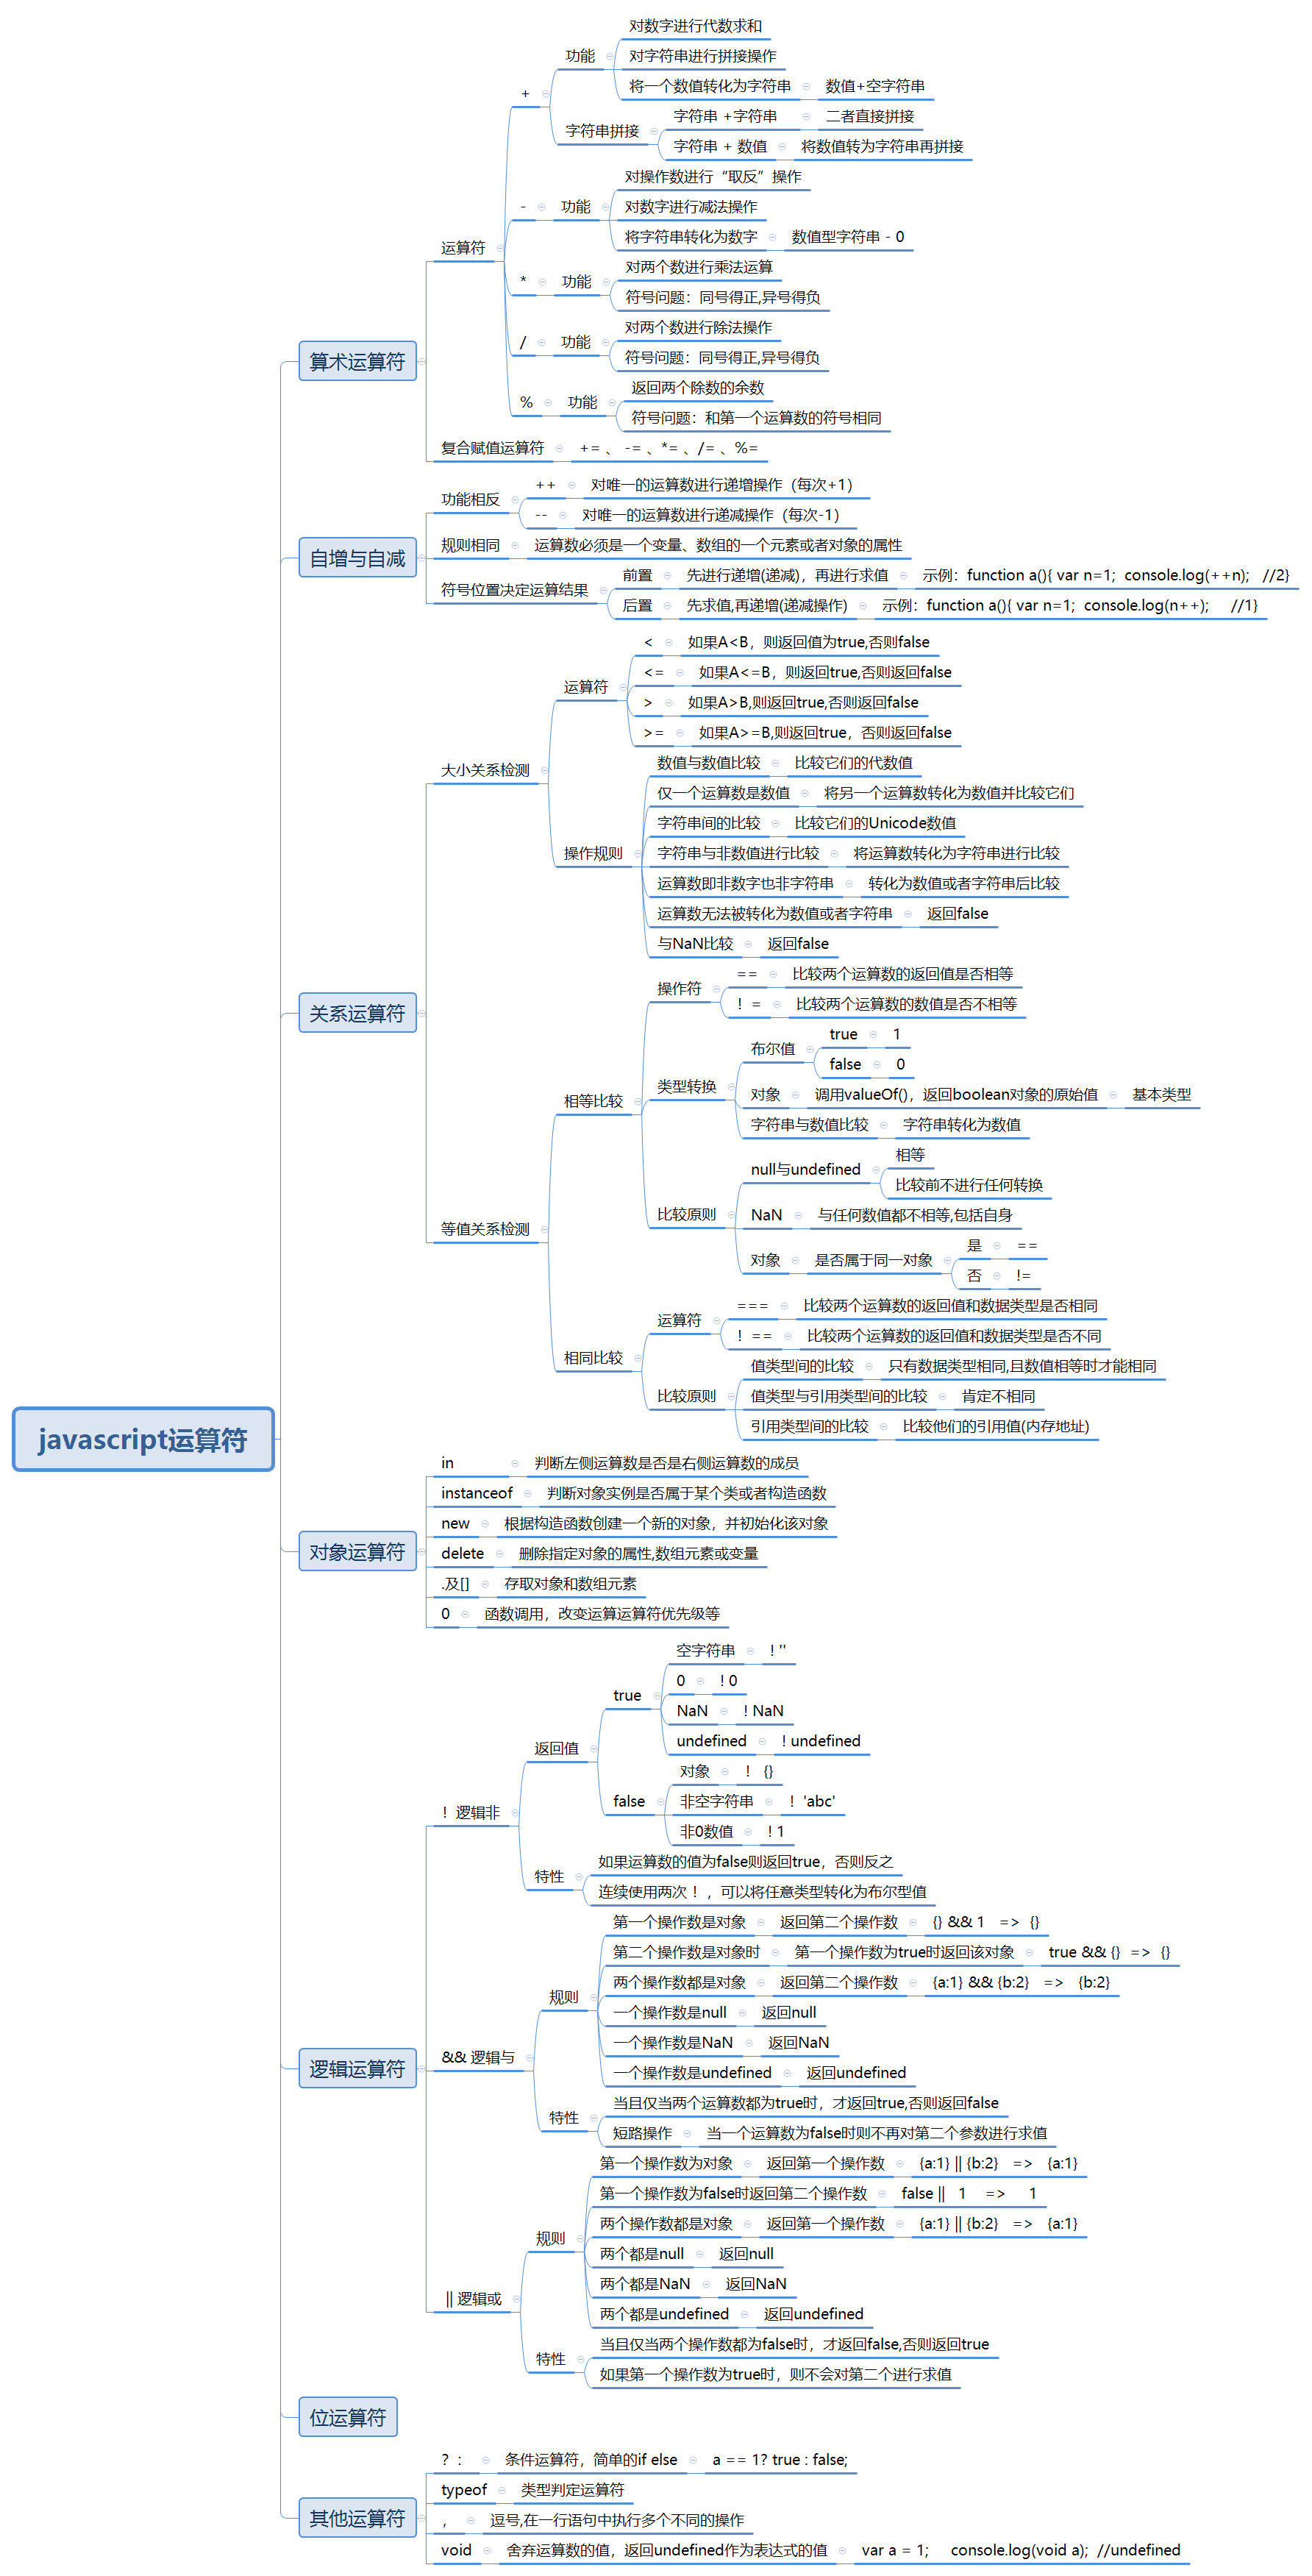 javascript运算符
算术运算符
运算符
+
功能
对数字进行代数求和
对字符串进行拼接操作
将一个数值转化为字符串
数值+空字符串
字符串拼接
字符串 +字符串
二者直接拼接
字符串 + 数值
将数值转为字符串再拼接
-
功能
对操作数进行“取反”操作
对数字进行减法操作
将字符串转化为数字
数值型字符串 - 0
*
功能
对两个数进行乘法运算
符号问题：同号得正,异号得负
/
功能
对两个数进行除法操作
符号问题：同号得正,异号得负
%
功能
返回两个除数的余数
符号问题：和第一个运算数的符号相同
复合赋值运算符
+= 、 -= 、*= 、/= 、%=
自增与自减
功能相反
++
对唯一的运算数进行递增操作（每次+1）
--
对唯一的运算数进行递减操作（每次-1）
规则相同
运算数必须是一个变量、数组的一个元素或者对象的属性
符号位置决定运算结果
前置
先进行递增(递减)，再进行求值
示例：function a(){ var n=1; console.log(++n); //2}
后置
先求值,再递增(递减操作)
示例：function a(){ var n=1; console.log(n++); //1}
关系运算符
大小关系检测
运算符
<
如果A<B，则返回值为true,否则false
<=
如果A<=B，则返回true,否则返回false
>
如果A>B,则返回true,否则返回false
>=
如果A>=B,则返回true，否则返回false
操作规则
数值与数值比较
比较它们的代数值
仅一个运算数是数值
将另一个运算数转化为数值并比较它们
字符串间的比较
比较它们的Unicode数值
字符串与非数值进行比较
将运算数转化为字符串进行比较
运算数即非数字也非字符串
转化为数值或者字符串后比较
运算数无法被转化为数值或者字符串
返回false
与NaN比较
返回false
等值关系检测
相等比较
操作符
==
比较两个运算数的返回值是否相等
！=
比较两个运算数的数值是否不相等
类型转换
布尔值
true
1
false
0
对象
调用valueOf()，返回boolean对象的原始值
基本类型
字符串与数值比较
字符串转化为数值
比较原则
null与undefined
相等
比较前不进行任何转换
NaN
与任何数值都不相等,包括自身
对象
是否属于同一对象
是
==
否
!=
相同比较
运算符
===
比较两个运算数的返回值和数据类型是否相同
！==
比较两个运算数的返回值和数据类型是否不同
比较原则
值类型间的比较
只有数据类型相同,且数值相等时才能相同
值类型与引用类型间的比较
肯定不相同
引用类型间的比较
比较他们的引用值(内存地址)
对象运算符
in
判断左侧运算数是否是右侧运算数的成员
instanceof
判断对象实例是否属于某个类或者构造函数
new
根据构造函数创建一个新的对象，并初始化该对象
delete
删除指定对象的属性,数组元素或变量
.及[]
存取对象和数组元素
0
函数调用，改变运算运算符优先级等
逻辑运算符
！逻辑非
返回值
true
空字符串
! ''
0
! 0
NaN
! NaN
undefined
! undefined
false
对象
！ {}
非空字符串
！'abc'
非0数值
! 1
特性
如果运算数的值为false则返回true，否则反之
连续使用两次！，可以将任意类型转化为布尔型值
&& 逻辑与
规则
第一个操作数是对象
返回第二个操作数
{} && 1 => {}
第二个操作数是对象时
第一个操作数为true时返回该对象
true && {} => {}
两个操作数都是对象
返回第二个操作数
{a:1} && {b:2} => {b:2}
一个操作数是null
返回null
一个操作数是NaN
返回NaN
一个操作数是undefined
返回undefined
特性
当且仅当两个运算数都为true时，才返回true,否则返回false
短路操作
当一个运算数为false时则不再对第二个参数进行求值
|| 逻辑或
规则
第一个操作数为对象
返回第一个操作数
{a:1} || {b:2} => {a:1}
第一个操作数为false时返回第二个操作数
false || 1 => 1
两个操作数都是对象
返回第一个操作数
{a:1} || {b:2} => {a:1}
两个都是null
返回null
两个都是NaN
返回NaN
两个都是undefined
返回undefined
特性
当且仅当两个操作数都为false时，才返回false,否则返回true
如果第一个操作数为true时，则不会对第二个进行求值
位运算符
其他运算符
？：
条件运算符，简单的if else
a == 1? true : false;
typeof
类型判定运算符
，
逗号,在一行语句中执行多个不同的操作
void
舍弃运算数的值，返回undefined作为表达式的值
var a = 1; console.log(void a); //undefined